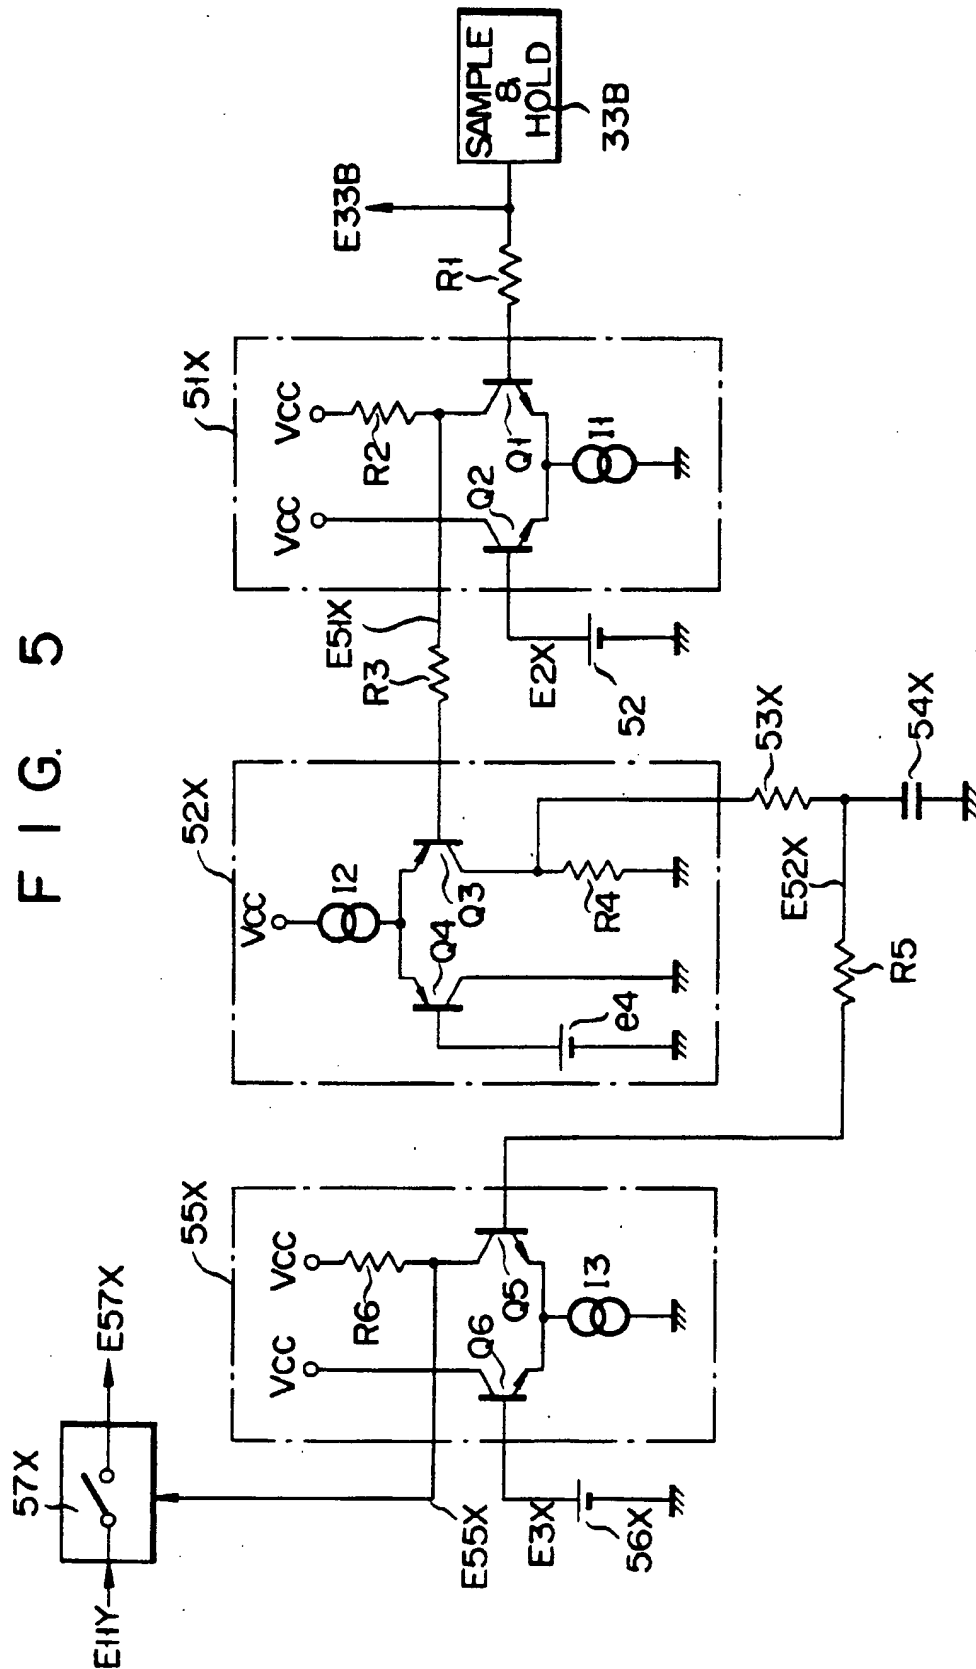 FIG. 5
57X
E11Y
E57X
E55X
55X
VCC
VCC
R6
Q6
Q5
I3
E3X
56X
52X
VCC
I2
Q4
Q3
e4
R4
R3
E51X
53X
54X
E52X
R5
51X
VCC
VCC
R2
Q2
Q1
I1
E2X
52
R1
E33B
SAMPLE
&
HOLD
33B